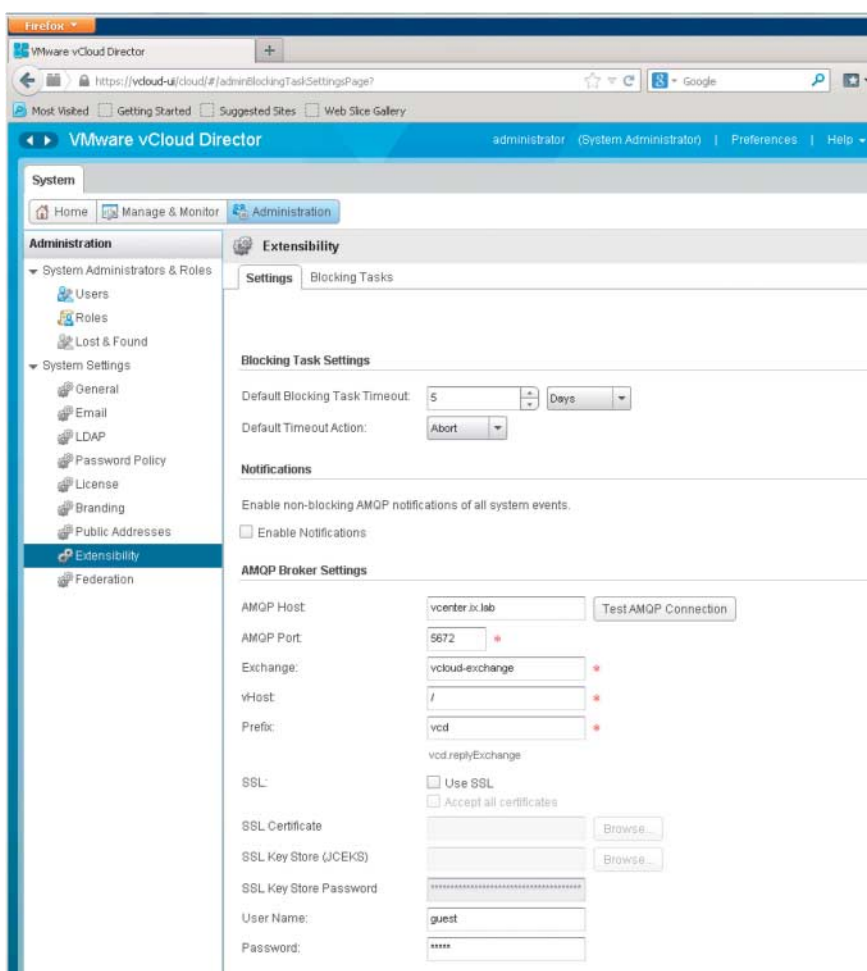 Firefox
VMware vCloud Director
https://vcloud-ui/cloud/#/adminBlockingTaskSettingsPage?
Google
Most Visited Getting Started Suggested Sites Web Slice Gallery
VMware vCloud Director administrator (System Administrator) | Preferences | Help
System
Home Manage & Monitor Administration
Administration
System Administrators & Roles
Users
Roles
Lost & Found
System Settings
General
Email
LDAP
Password Policy
License
Branding
Public Addresses
Extensibility
Federation
Extensibility
Settings Blocking Tasks
Blocking Task Settings
Default Blocking Task Timeout: 5 Days
Default Timeout Action: Abort
Notifications
Enable non-blocking AMQP notifications of all system events.
Enable Notifications
AMQP Broker Settings
AMQP Host: vcenter.ix.lab Test AMQP Connection
AMQP Port: 5672 *
Exchange: vcloud-exchange *
vHost: / *
Prefix: vcd *
vcd.replyExchange
SSL: Use SSL
Accept all certificates
SSL Certificate Browse...
SSL Key Store (JCEKS) Browse...
SSL Key Store Password
User Name: guest
Password: *****